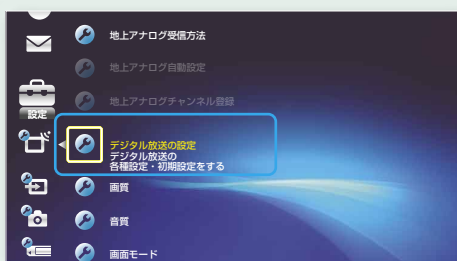 地上アナログ受信方法
地上アナログ自動設定
地上アナログチャンネル登録
設定
デジタル放送の設定
デジタル放送の
各種設定・初期設定をする
画質
音質
画面モード